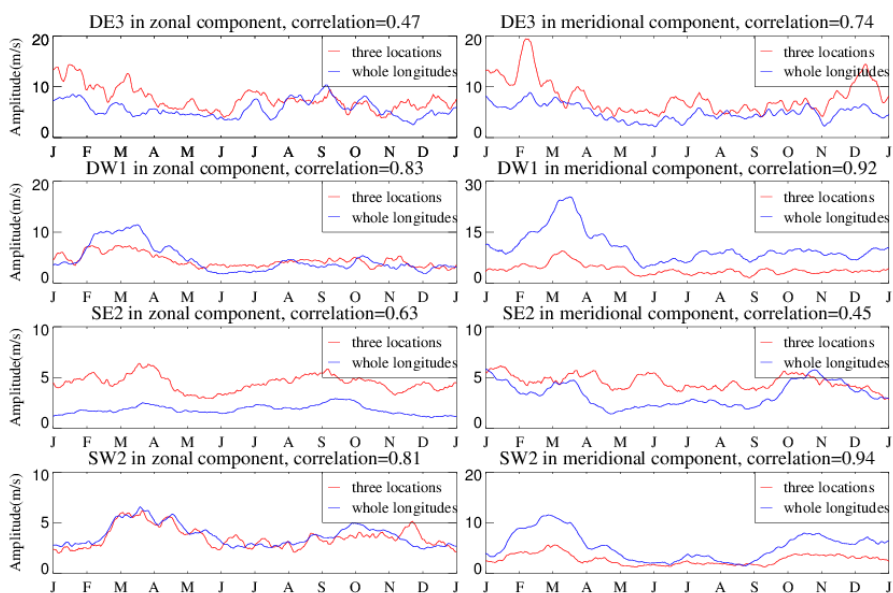 DE3 in zonal component, correlation=0.47
Amplitude(m/s)
20
10
0
three locations
whole longitudes
J F M A M J J A S O N D J
DE3 in meridional component, correlation=0.74
20
10
0
three locations
whole longitudes
J F M A M J J A S O N D J
DW1 in zonal component, correlation=0.83
Amplitude(m/s)
20
10
0
three locations
whole longitudes
J F M A M J J A S O N D J
DW1 in meridional component, correlation=0.92
30
15
0
three locations
whole longitudes
J F M A M J J A S O N D J
SE2 in zonal component, correlation=0.63
Amplitude(m/s)
10
5
0
three locations
whole longitudes
J F M A M J J A S O N D J
SE2 in meridional component, correlation=0.45
10
5
0
three locations
whole longitudes
J F M A M J J A S O N D J
SW2 in zonal component, correlation=0.81
Amplitude(m/s)
10
5
0
three locations
whole longitudes
J F M A M J J A S O N D J
SW2 in meridional component, correlation=0.94
20
10
0
three locations
whole longitudes
J F M A M J J A S O N D J